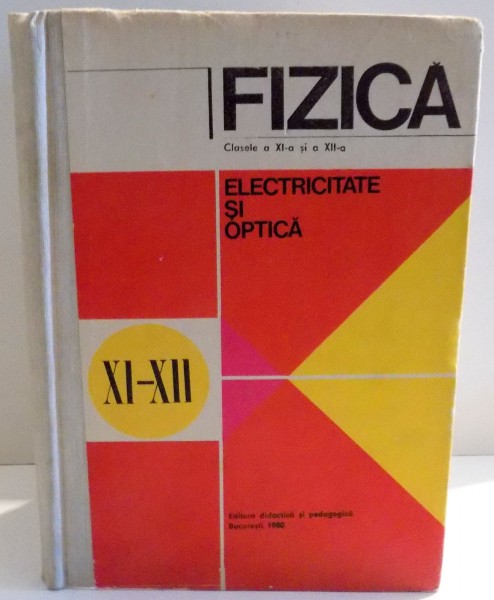 FIZICĂ
Clasele a XI-a și a XII-a
ELECTRICITATE
ȘI
OPTICĂ
XI–XII
Editura didactică și pedagogică
București, 1980